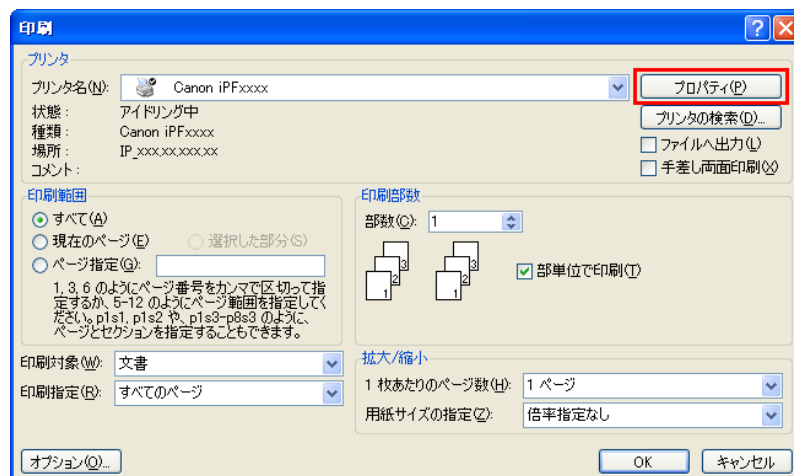 印刷
プリンタ
プリンタ名(N): Canon iPFxxxx プロパティ(P)
状態： アイドリング中 プリンタの検索(D)...
種類： Canon iPFxxxx
場所： IP_xxx,xx,xxx,xx ファイルへ出力(L)
コメント： 手差し両面印刷(X)
印刷範囲
すべて(A)
現在のページ(E) 選択した部分(S)
ページ指定(G):
1, 3, 6 のようにページ番号をカンマで区切って指
定するか、5-12 のようにページ範囲を指定してく
ださい。p1s1, p1s2 や、p1s3-p8s3 のように、
ページとセクションを指定することもできます。
印刷部数
部数(C): 1
3 3
2 2
1 1
部単位で印刷(T)
印刷対象(W): 文書
印刷指定(R): すべてのページ
拡大/縮小
1 枚あたりのページ数(H): 1 ページ
用紙サイズの指定(Z): 倍率指定なし
オプション(O)... OK キャンセル